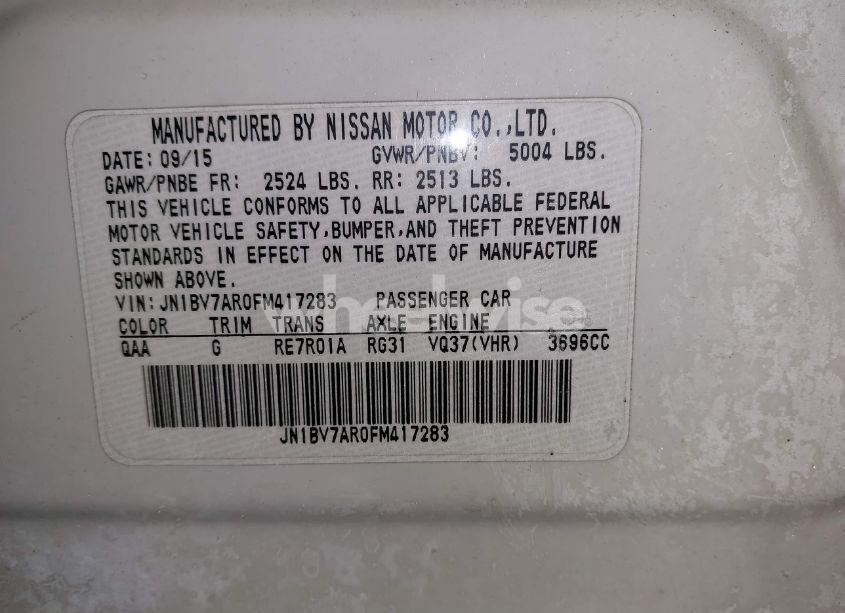 MANUFACTURED BY NISSAN MOTOR CO.,LTD.
DATE: 09/15 GVWR/PNBV: 5004 LBS.
GAWR/PNBE FR: 2524 LBS. RR: 2513 LBS.
THIS VEHICLE CONFORMS TO ALL APPLICABLE FEDERAL
MOTOR VEHICLE SAFETY,BUMPER,AND THEFT PREVENTION
STANDARDS IN EFFECT ON THE DATE OF MANUFACTURE
SHOWN ABOVE.
VIN:JN1BV7AR0FM417283 PASSENGER CAR
wheelwise
COLOR TRIM TRANS AXLE ENGINE
QAA G RE7R01A RG31 VQ37(VHR) 3696CC
JN1BV7AR0FM417283